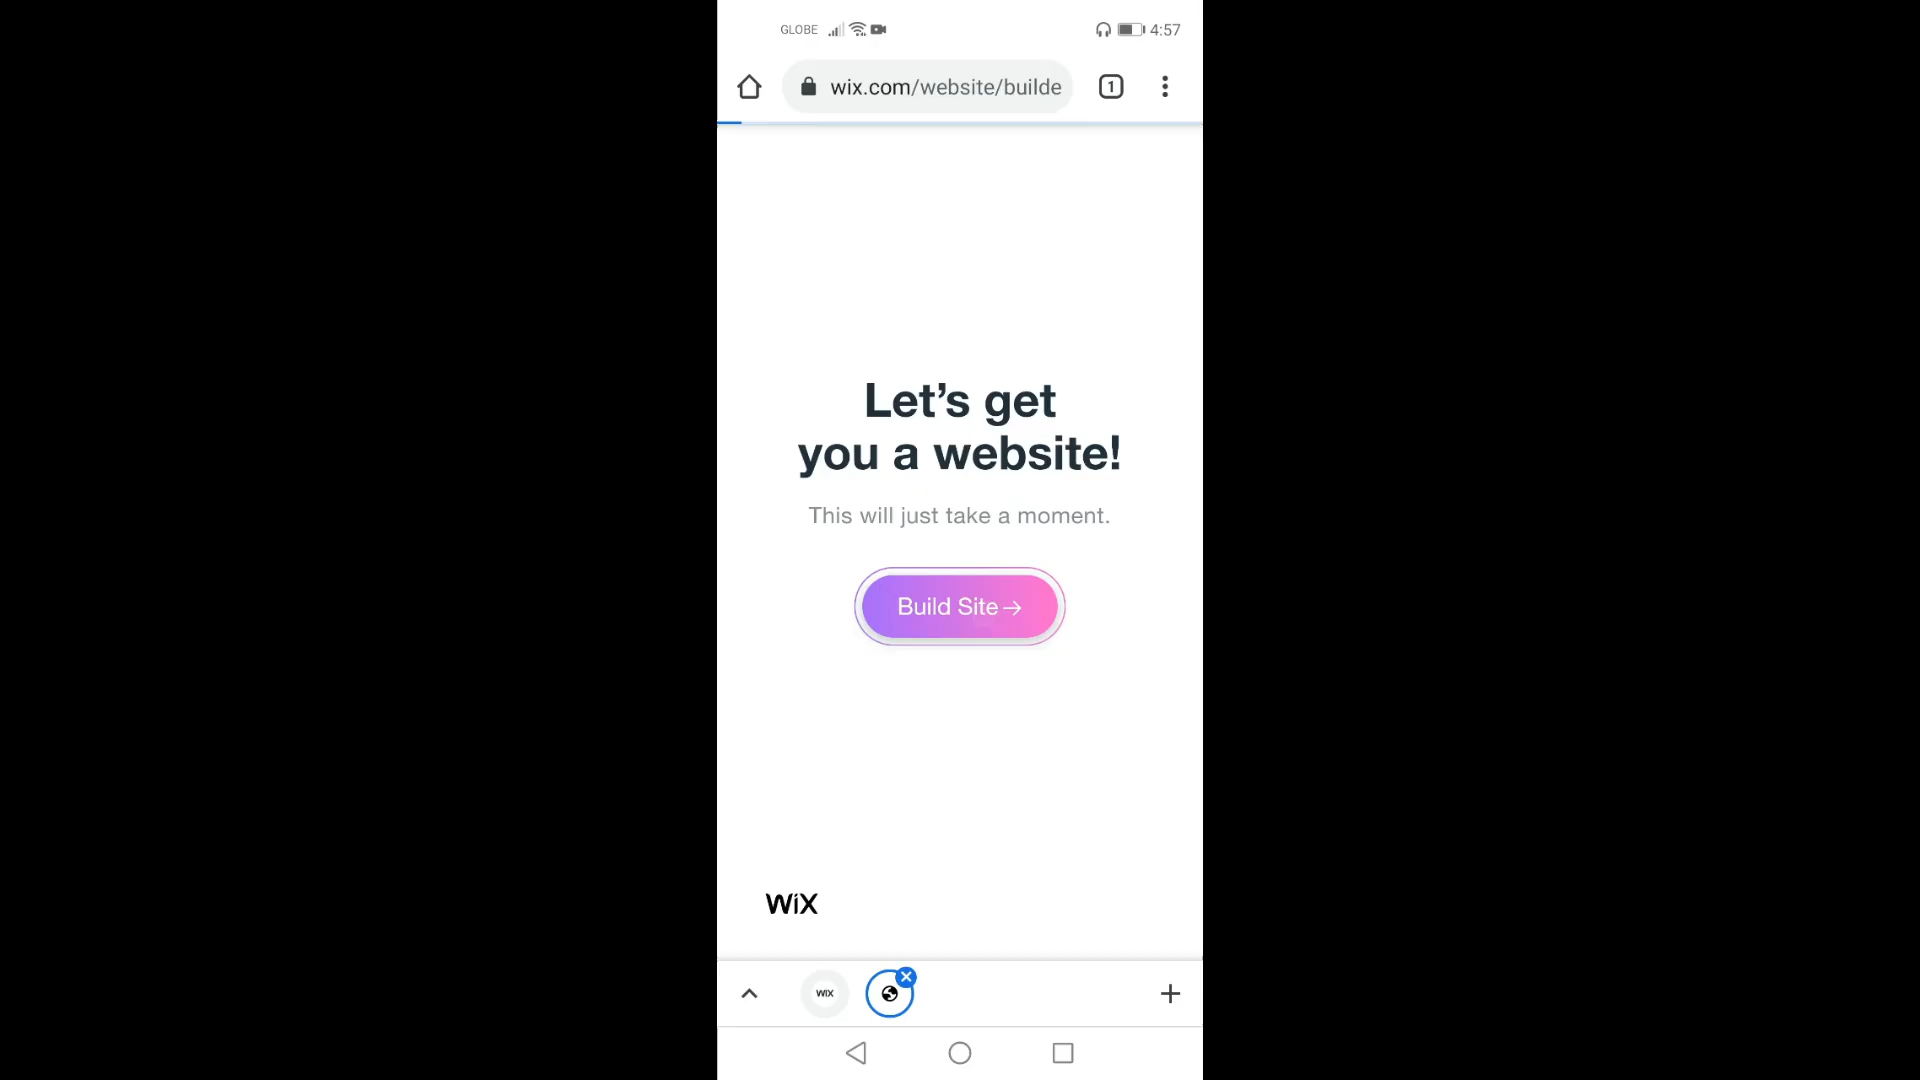 GLOBE 4:57
wix.com/website/builde 1
Let’s get
you a website!
This will just take a moment.
Build Site→
WiX
WIX